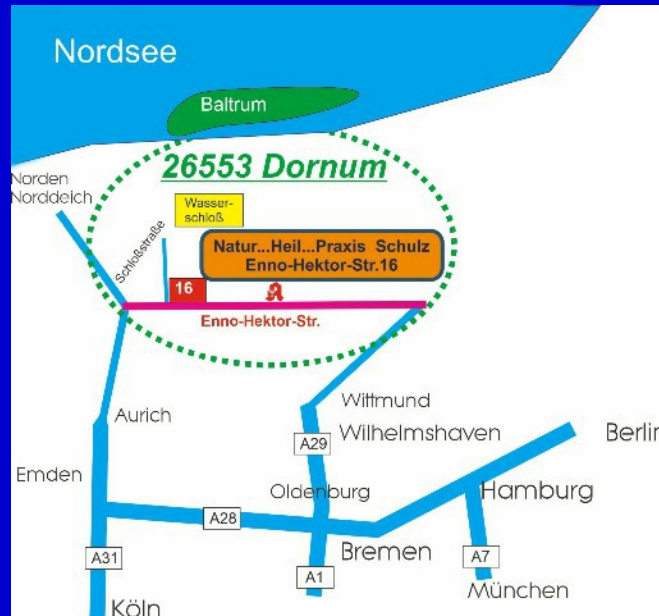 Nordsee
Baltrum
26553 Dornum
Norden
Norddeich
Wasser-
schloß
Schloßstraße
Natur...Heil...Praxis Schulz
Enno-Hektor-Str.16
16
A
Enno-Hektor-Str.
Aurich
Wittmund
A29
Wilhelmshaven
Berlin
Emden
Oldenburg
Hamburg
A28
Bremen
A31
A1
A7
München
Köln